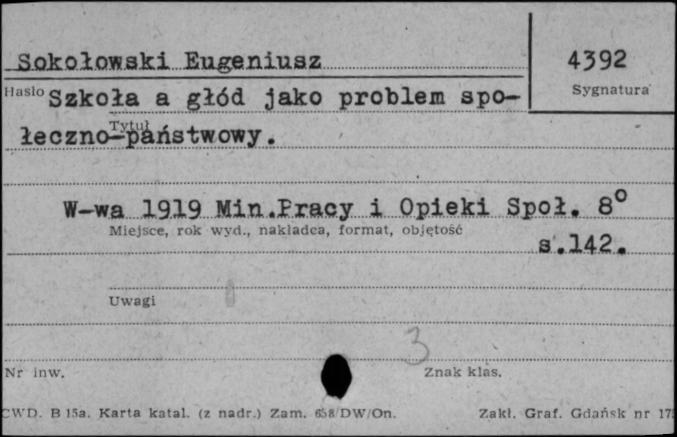 Sokołowski Eugeniusz
4392
Hasło
Sygnatura
Szkoła a głód jako problem spo-
Tytuł
łeczno-państwowy.
W-wa 1919 Min.Pracy i Opieki Społ. 8°
Miejsce, rok wyd., nakładca, format, objętość
s.142.
Uwagi
3
Nr inw.
Znak klas.
CWD. B 15a. Karta katal. (z nadr.) Zam. 658/DW/On.
Zakł. Graf. Gdańsk nr